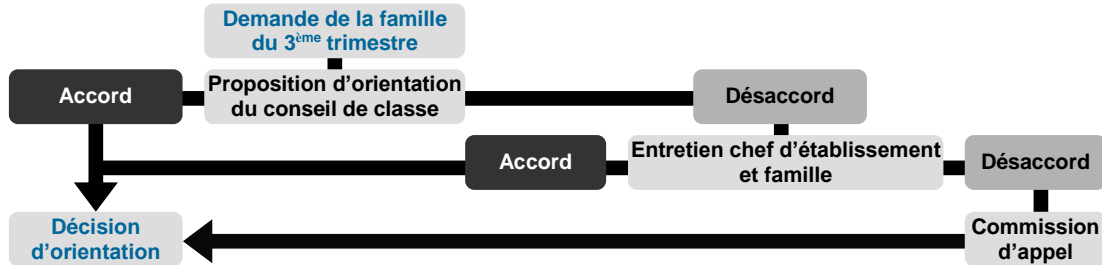 Demande de la famille
du 3ème trimestre
Accord
Proposition d'orientation
du conseil de classe
Désaccord
Accord
Entretien chef d'établissement
et famille
Désaccord
Décision
d'orientation
Commission
d'appel